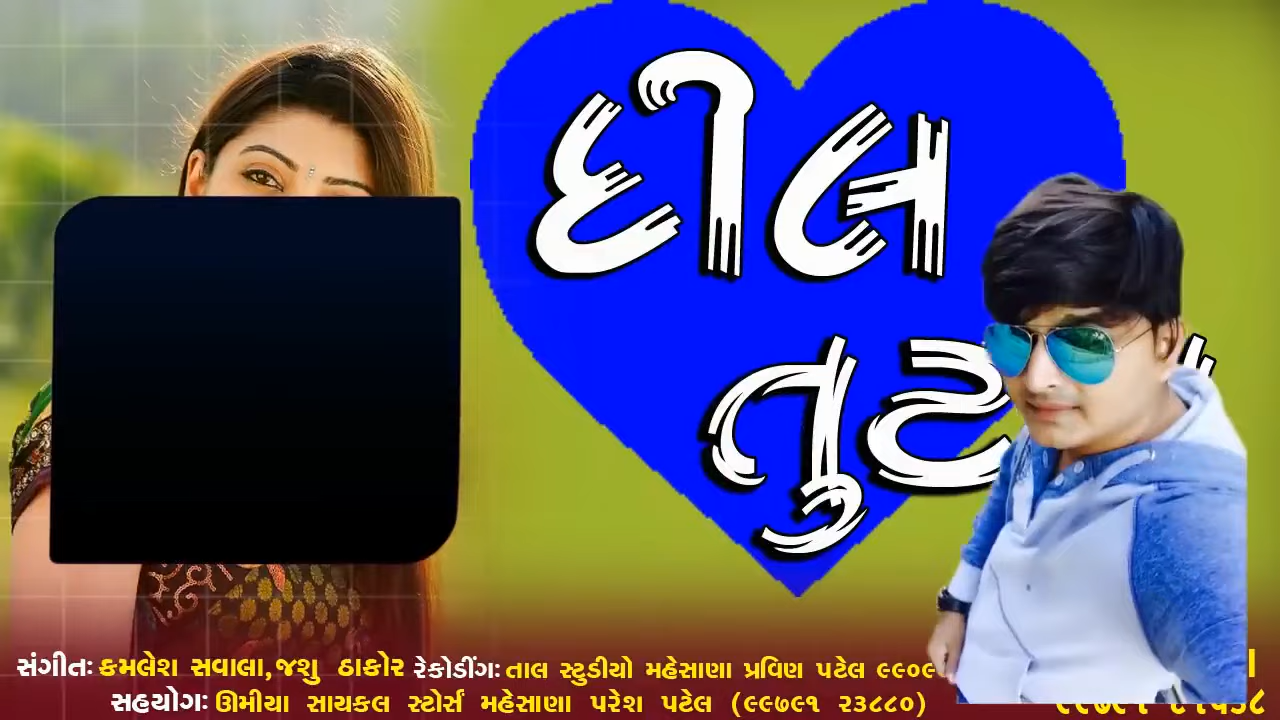 દીલ
તુટ
સંગીતઃ કમલેશ સવાલા, જશુ ઠાકોર રેકોર્ડીંગઃ તાલ સ્ટુડીયો મહેસાણા પ્રવિણ પટેલ
સહયોગઃ ઊમીયા સાયકલ સ્ટોર્સ મહેસાણા પરેશ પટેલ (૯૯૭૯૧ ૨૩૮૮૦)